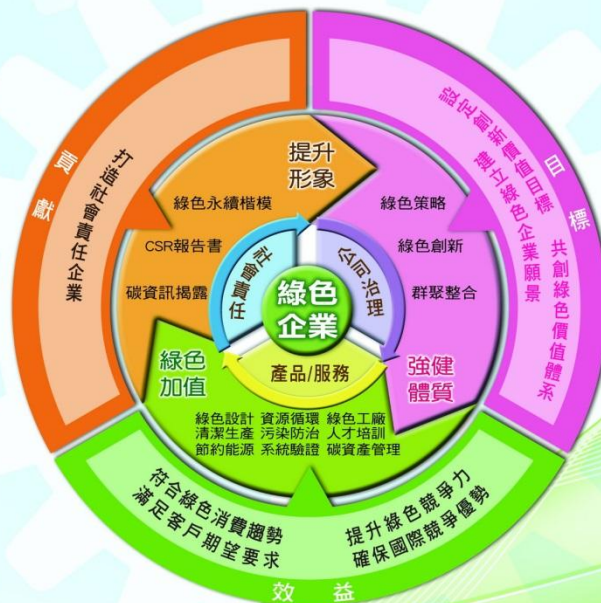 貢獻
打造社會責任企業
目標
設定創新價值目標
建立綠色企業願景
共創綠色價值體系
提升
形象
綠色永續楷模
CSR報告書
碳資訊揭露
綠色策略
綠色創新
群聚整合
社會責任
公司治理
綠色
企業
產品/服務
綠色
加值
強健
體質
綠色設計 資源循環 綠色工廠
清潔生產 污染防治 人才培訓
節約能源 系統驗證 碳資產管理
符合綠色消費趨勢
滿足客戶期望要求
提升綠色競爭力
確保國際競爭優勢
效益